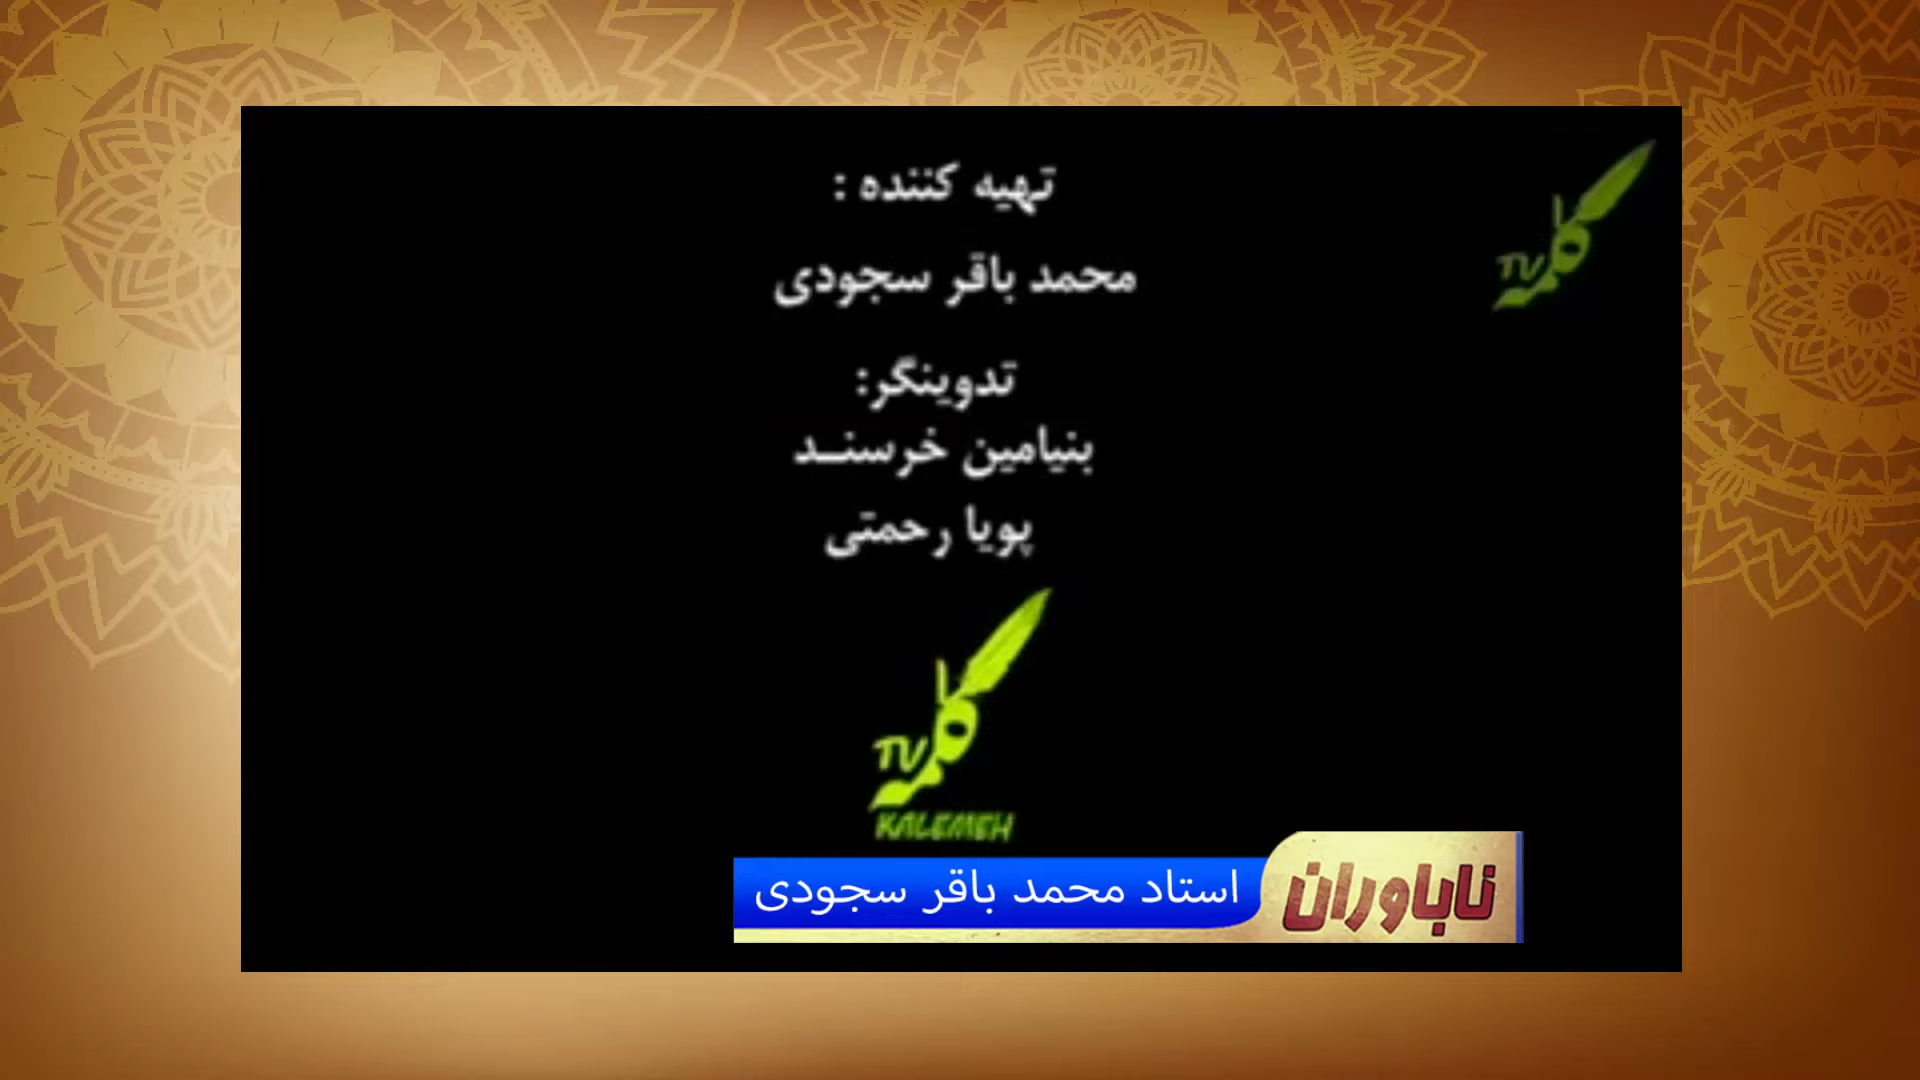 تهیه کننده :
محمد باقر سجودی
تدوینگر:
بنیامین خرسنـد
پویا رحمتی
کلمه
TV
KALEMEH
کلمه
TV
ناباوران
استاد محمد باقر سجودی